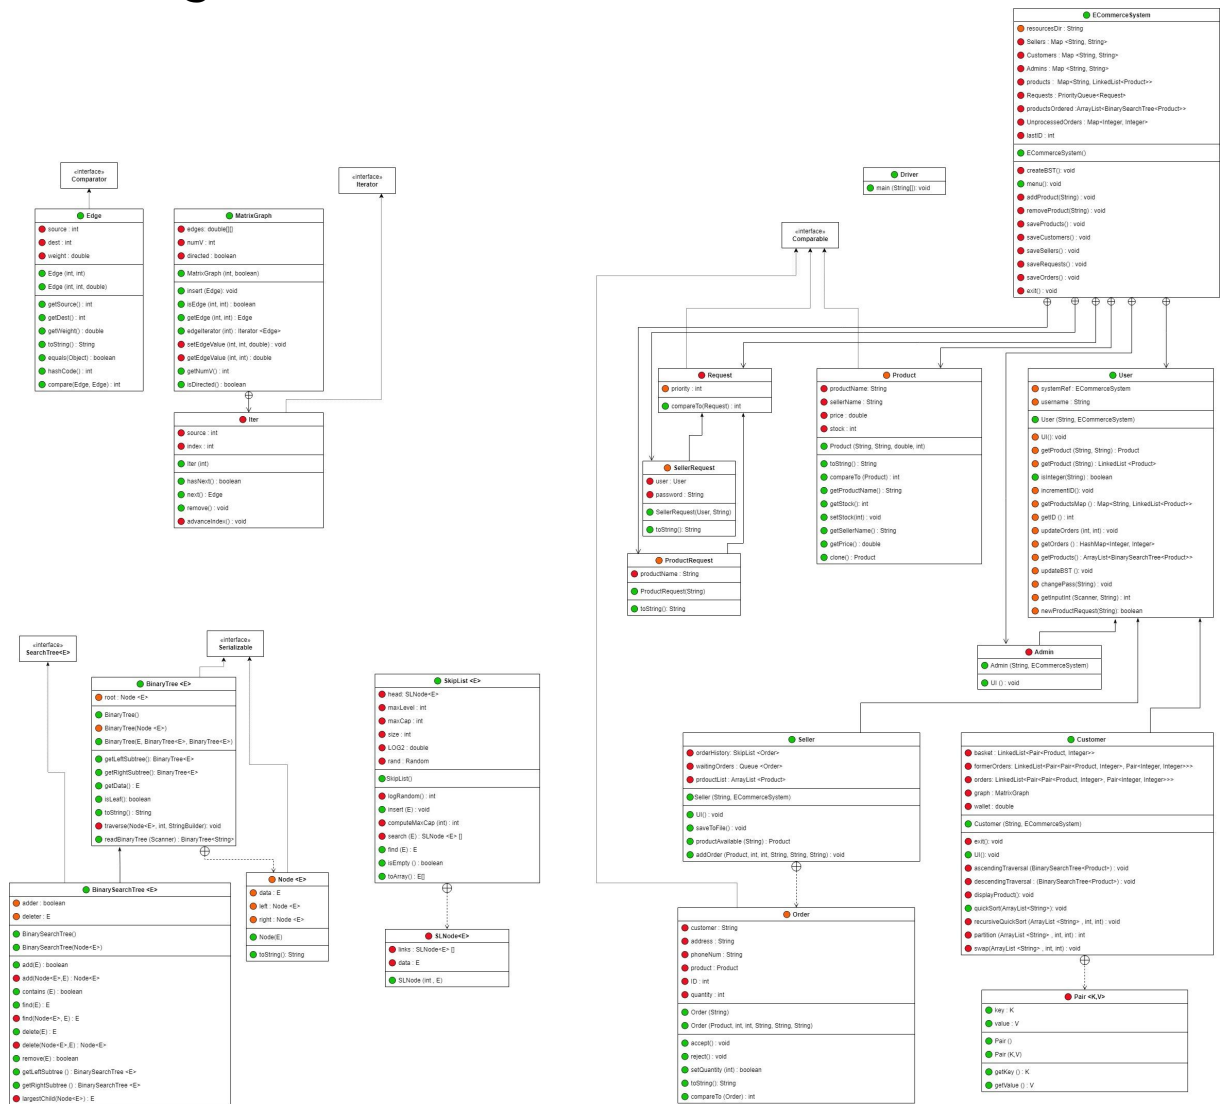 ECommerceSystem
resourcesDir : String
Sellers : Map <String, String>
Customers : Map <String, String>
Admins : Map <String, String>
products : Map<String, LinkedList<Product>>
Requests : PriorityQueue<Request>
productsOrdered :ArrayList<BinarySearchTree<Product>>
UnprocessedOrders : Map<Integer, Integer>
lastID : int
ECommerceSystem()
createBST(): void
menu(): void
addProduct(String) : void
removeProduct(String) : void
saveProducts() : void
saveCustomers() : void
saveSellers() : void
saveRequests() : void
saveOrders() : void
exit() : void
«interface»
Comparator
Edge
source : int
dest : int
weight : double
Edge (int, int)
Edge (int, int, double)
getSource() : int
getDest() : int
getWeight() : double
toString() : String
equals(Object) : boolean
hashCode() : int
compare(Edge, Edge) : int
«interface»
Iterator
MatrixGraph
edges: double[][]
numV : int
directed : boolean
MatrixGraph (int, boolean)
insert (Edge): void
isEdge (int, int) : boolean
getEdge (int, int) : Edge
edgeIterator (int) : Iterator <Edge>
setEdgeValue (int, int, double) : void
getEdgeValue (int, int) : double
getNumV() : int
isDirected() : boolean
Iter
source : int
index : int
Iter (int)
hasNext() : boolean
next() : Edge
remove() : void
advanceIndex() : void
Driver
main (String[]): void
«interface»
Comparable
Request
priority : int
compareTo(Request) : int
SellerRequest
user : User
password : String
SellerRequest(User, String)
toString(): String
ProductRequest
productName : String
ProductRequest(String)
toString(): String
Product
productName: String
sellerName : String
price : double
stock : int
Product (String, String, double, int)
toString() : String
compareTo (Product) : int
getProductName() : String
getStock(): int
setStock(int) : void
getSellerName() : String
getPrice() : double
clone() : Product
User
systemRef : ECommerceSystem
username : String
User (String, ECommerceSystem)
UI(): void
getProduct (String, String) : Product
getProduct (String) : LinkedList <Product>
isInteger(String) : boolean
incrementID(): void
getProductsMap () : Map<String, LinkedList<Product>>
getID () : int
updateOrders (int, int) : void
getOrders () : HashMap<Integer, Integer>
getProducts() : ArrayList<BinarySearchTree<Product>>
updateBST (): void
changePass(String) : void
getInputInt (Scanner, String) : int
newProductRequest(String): boolean
Admin
Admin (String, ECommerceSystem)
UI () : void
«interface»
SearchTree<E>
«interface»
Serializable
BinaryTree <E>
root : Node <E>
BinaryTree()
BinaryTree(Node <E>)
BinaryTree(E, BinaryTree<E>, BinaryTree<E>)
getLeftSubtree(): BinaryTree<E>
getRightSubtree(): BinaryTree<E>
getData() : E
isLeaf(): boolean
toString() : String
traverse(Node<E>, int, StringBuilder): void
readBinaryTree (Scanner) : BinaryTree<String>
Node <E>
data : E
left : Node <E>
right : Node <E>
Node(E)
toString(): String
BinarySearchTree <E>
adder : boolean
deleter : E
BinarySearchTree()
BinarySearchTree(Node<E>)
add(E) : boolean
add(Node<E>,E) : Node<E>
contains (E) : boolean
find(E) : E
find(Node<E>, E) : E
delete(E) : E
delete(Node<E>,E) : Node<E>
remove(E) : boolean
getLeftSubtree () : BinarySearchTree <E>
getRightSubtree () : BinarySearchTree <E>
largestChild(Node<E>) : E
SkipList <E>
head: SLNode<E>
maxLevel : int
maxCap : int
size : int
LOG2 : double
rand : Random
SkipList()
logRandom() : int
insert (E) : void
computeMaxCap (int) : int
search (E) : SLNode <E> []
find (E) : E
isEmpty () : boolean
toArray() : E[]
SLNode<E>
links : SLNode<E> []
data : E
SLNode (int , E)
Seller
orderHistory: SkipList <Order>
waitingOrders : Queue <Order>
prdouctList : ArrayList <Product>
Seller (String, ECommerceSystem)
UI() : void
saveToFile() : void
productAvailable (String) : Product
addOrder (Product, int, int, String, String, String) : void
Order
customer : String
address : String
phoneNum : String
product : Product
ID : int
quantity : int
Order (String)
Order (Product, int, int, String, String, String)
accept() : void
reject() : void
setQuantity (int) : boolean
toString(): String
compareTo (Order) : int
Customer
basket : LinkedList<Pair<Product, Integer>>
formerOrders: LinkedList<Pair<Pair<Product, Integer>, Pair<Integer, Integer>>>
orders: LinkedList<Pair<Pair<Product, Integer>, Pair<Integer, Integer>>>
graph : MatrixGraph
wallet : double
Customer (String, ECommerceSystem)
exit(): void
UI(): void
ascendingTraversal (BinarySearchTree<Product>) : void
descendingTraversal : (BinarySearchTree<Product>) : void
displayProduct(): void
quickSort(ArrayList<String>): void
recursiveQuickSort (ArrayList <String> , int, int) : void
partition (ArrayList <String> , int, int) : int
swap(ArrayList <String> , int, int) : void
Pair <K,V>
key : K
value : V
Pair ()
Pair (K,V)
getKey () : K
getValue () : V